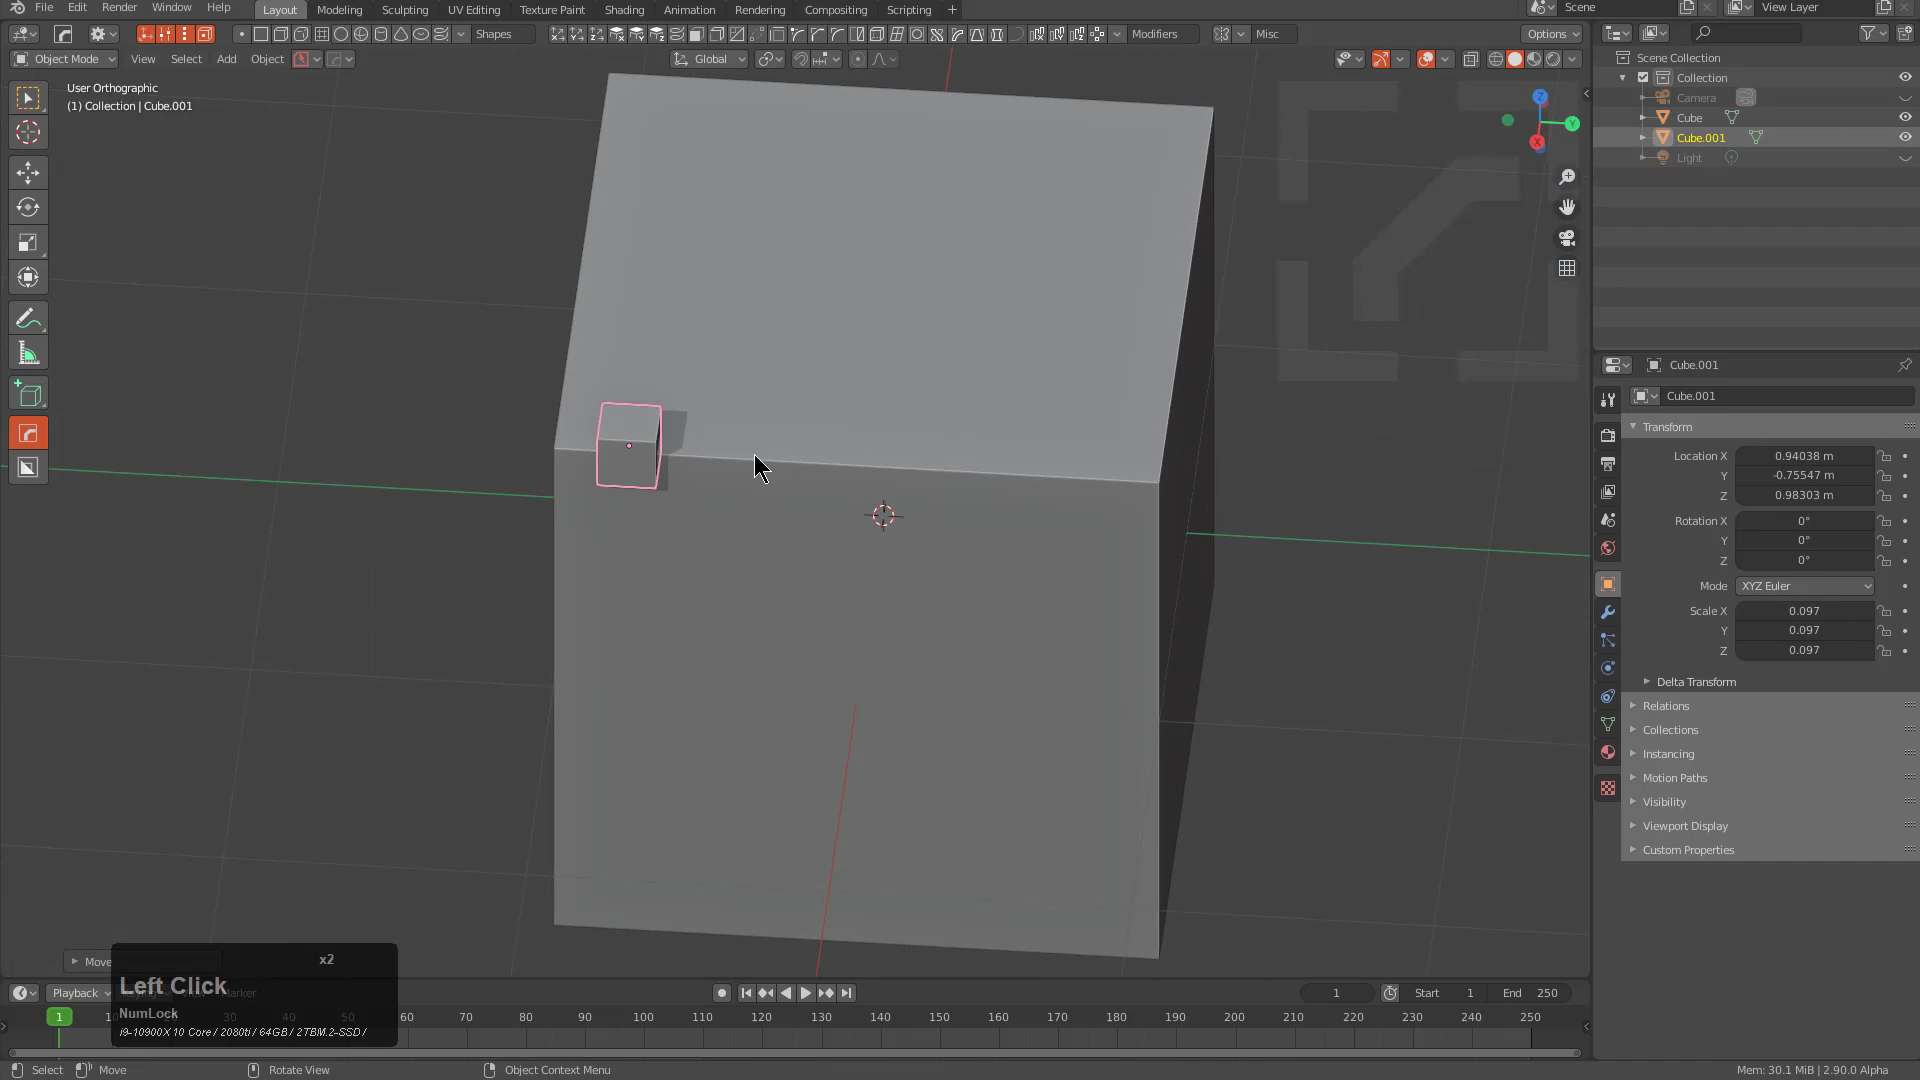 File Edit Render Window Help Layout Modeling Sculpting UV Editing Texture Paint Shading Animation Rendering Compositing Scripting + Scene View Layer
Shapes Modifiers Misc Options
Object Mode View Select Add Object Global
User Orthographic
(1) Collection | Cube.001
Z
Y
X
Scene Collection
Collection
Camera
Cube
Cube.001
Light
Cube.001
Cube.001
Transform
Location X 0.94038 m
Y -0.75547 m
Z 0.98303 m
Rotation X 0°
Y 0°
Z 0°
Mode XYZ Euler
Scale X 0.097
Y 0.097
Z 0.097
Delta Transform
Relations
Collections
Instancing
Motion Paths
Visibility
Viewport Display
Custom Properties
Move
x2
Left Click
NumLock
i9-10900X 10 Core / 2080ti / 64GB / 2TBM.2-SSD /
Playback Marker 1 Start 1 End 250
1 10 50 60 70 80 90 100 110 120 130 140 150 160 170 180 190 200 210 220 230 240 250
Select Move Rotate View Object Context Menu Mem: 30.1 MiB | 2.90.0 Alpha